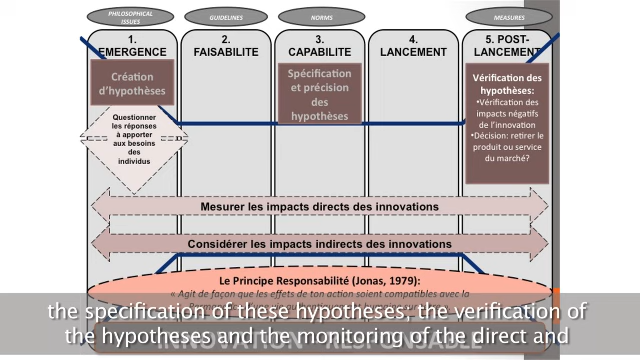 PHILOSOPHICAL
ISSUES
GUIDELINES
NORMS
MEASURES
1.
EMERGENCE
2.
FAISABILITE
3.
CAPABILITE
4.
LANCEMENT
5. POST-
LANCEMENT
Création
d'hypothèses
Spécification
et précision
des
hypothèses
Vérification des
hypothèses:
•Vérification des
impacts négatifs
de l'innovation
•Décision: retirer le
produit ou service
du marché?
Questionner
les réponses
à apporter
aux besoins
des
individus
Mesurer les impacts directs des innovations
Considérer les impacts indirects des innovations
Le Principe Responsabilité (Jonas, 1979):
« Agit de façon que les effets de ton action soient compatibles avec la
the specification of these hypotheses; the verification of
the hypotheses and the monitoring of the direct and
INNOVATION RESPONSABLE